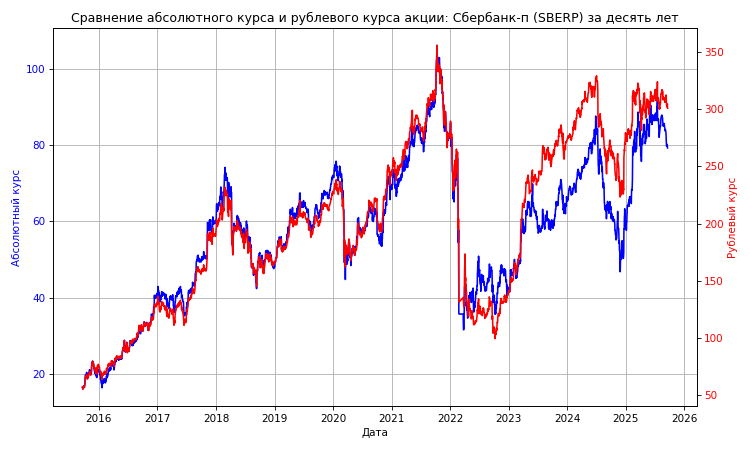 Сравнение абсолютного курса и рублевого курса акции: Сбербанк-п (SBERP) за десять лет
100
80
60
40
20
Абсолютный курс
350
300
250
200
150
100
50
Рублевый курс
2016 2017 2018 2019 2020 2021 2022 2023 2024 2025 2026
Дата